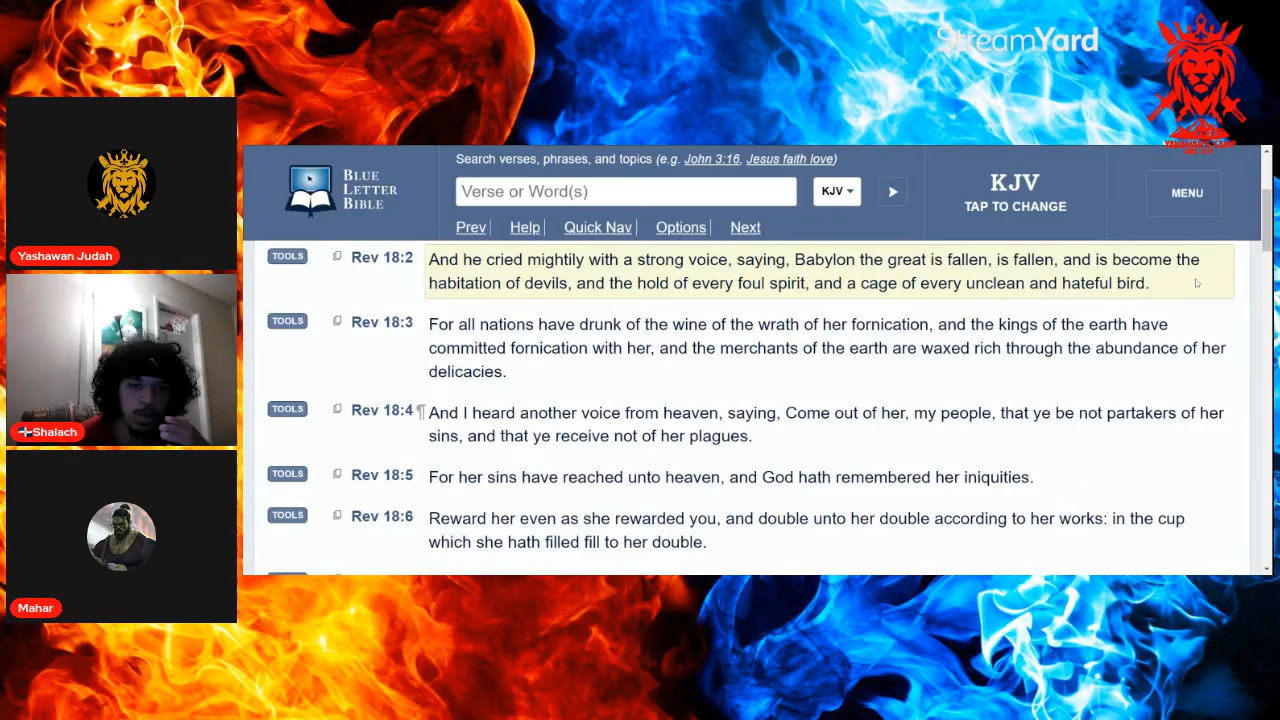 StreamYard
YAHAWAH'S CAMP
Search verses, phrases, and topics (e.g. John 3:16, Jesus faith love)
BLUE
LETTER
BIBLE
Verse or Word(s)
KJV
KJV
TAP TO CHANGE
MENU
Prev
Help
Quick Nav
Options
Next
TOOLS Rev 18:2 And he cried mightily with a strong voice, saying, Babylon the great is fallen, is fallen, and is become the
habitation of devils, and the hold of every foul spirit, and a cage of every unclean and hateful bird.
TOOLS Rev 18:3 For all nations have drunk of the wine of the wrath of her fornication, and the kings of the earth have
committed fornication with her, and the merchants of the earth are waxed rich through the abundance of her
delicacies.
TOOLS Rev 18:4 ¶ And I heard another voice from heaven, saying, Come out of her, my people, that ye be not partakers of her
sins, and that ye receive not of her plagues.
TOOLS Rev 18:5 For her sins have reached unto heaven, and God hath remembered her iniquities.
TOOLS Rev 18:6 Reward her even as she rewarded you, and double unto her double according to her works: in the cup
which she hath filled fill to her double.
Yashawan Judah
Shalach
Mahar